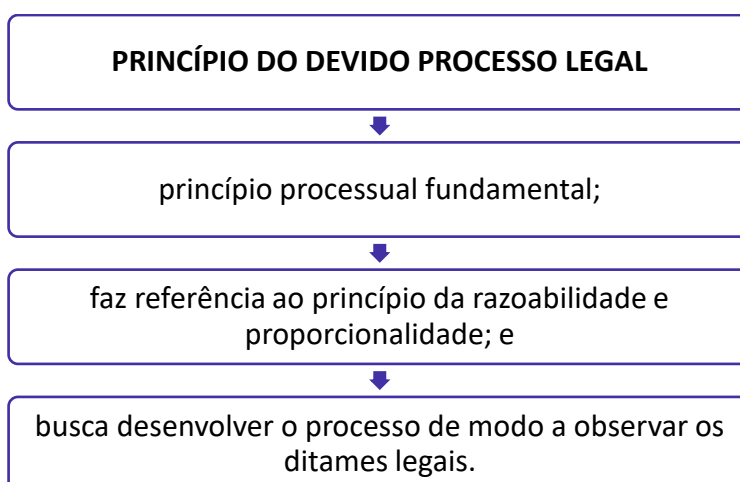 PRINCÍPIO DO DEVIDO PROCESSO LEGAL
princípio processual fundamental;
faz referência ao princípio da razoabilidade e
proporcionalidade; e
busca desenvolver o processo de modo a observar os
ditames legais.